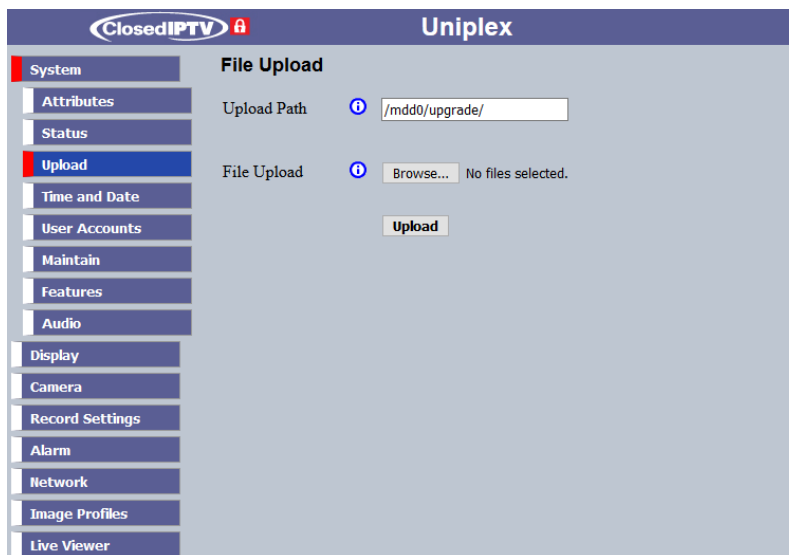 ClosedIPTV Uniplex
System
Attributes
Status
Upload
Time and Date
User Accounts
Maintain
Features
Audio
Display
Camera
Record Settings
Alarm
Network
Image Profiles
Live Viewer
File Upload
Upload Path /mdd0/upgrade/
File Upload Browse... No files selected.
Upload